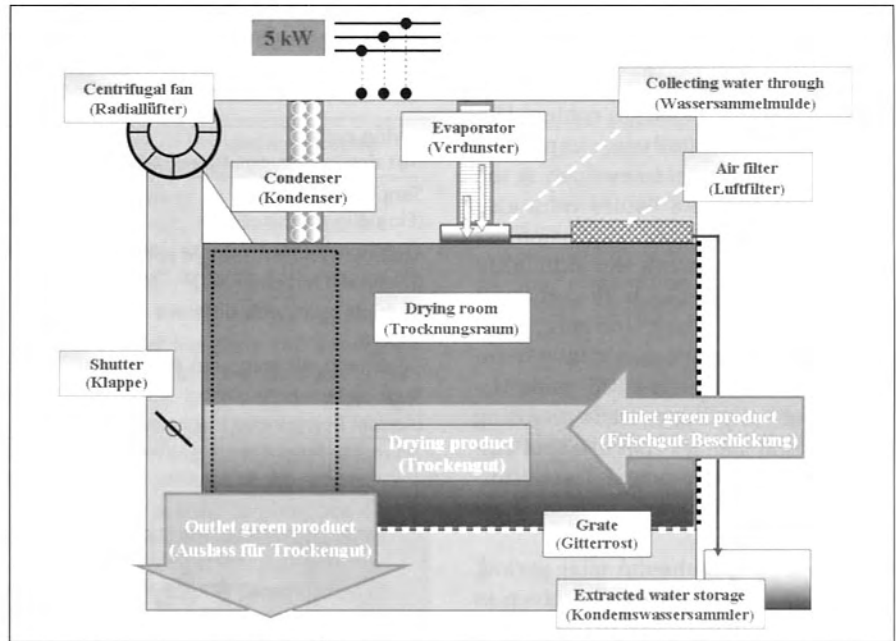 5 kW
Centrifugal fan
(Radiallüfter)
Collecting water through
(Wassersammelmulde)
Evaporator
(Verdunster)
Condenser
(Kondenser)
Air filter
(Luftfilter)
Drying room
(Trocknungsraum)
Shutter
(Klappe)
Inlet green product
(Frischgut-Beschickung)
Drying product
(Trockengut)
Outlet green product
(Auslass für Trockengut)
Grate
(Gitterrost)
Extracted water storage
(Kondemswassersammler)